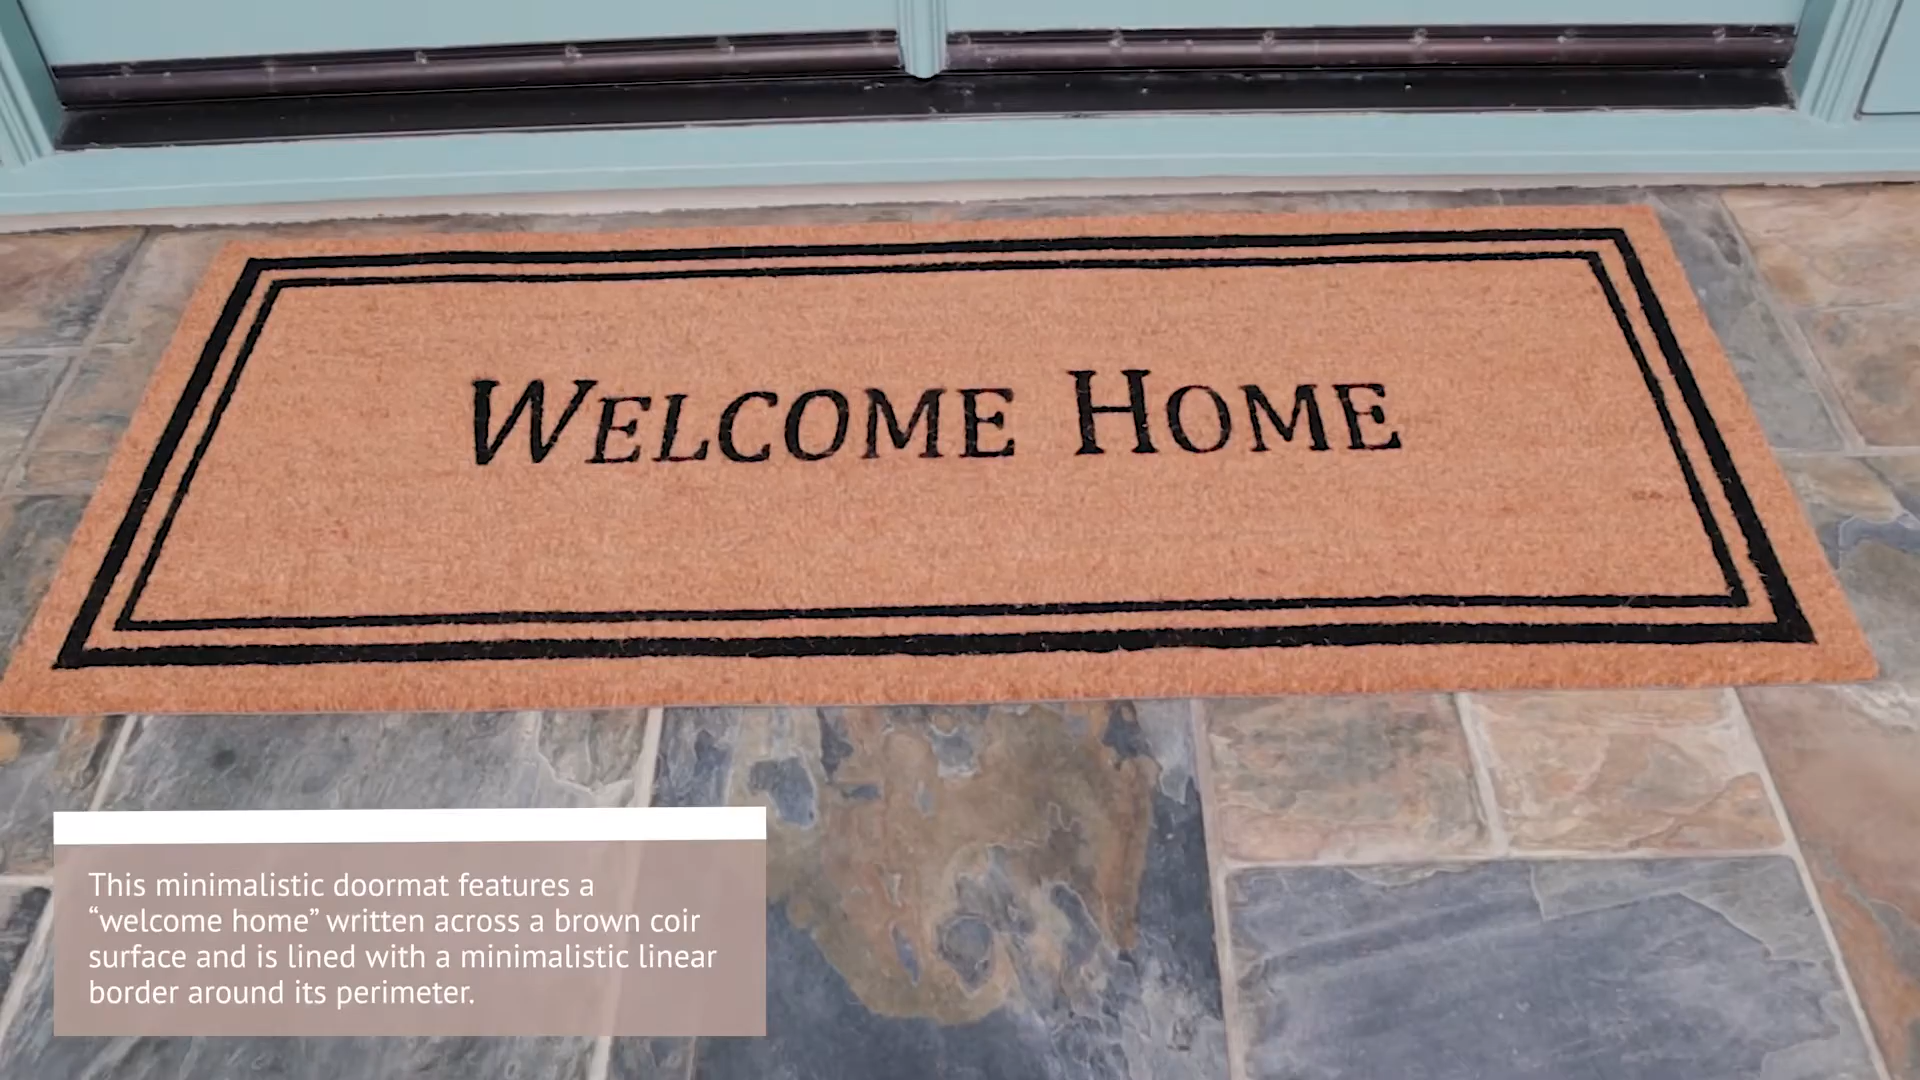 WELCOME HOME
This minimalistic doormat features a
“welcome home” written across a brown coir
surface and is lined with a minimalistic linear
border around its perimeter.